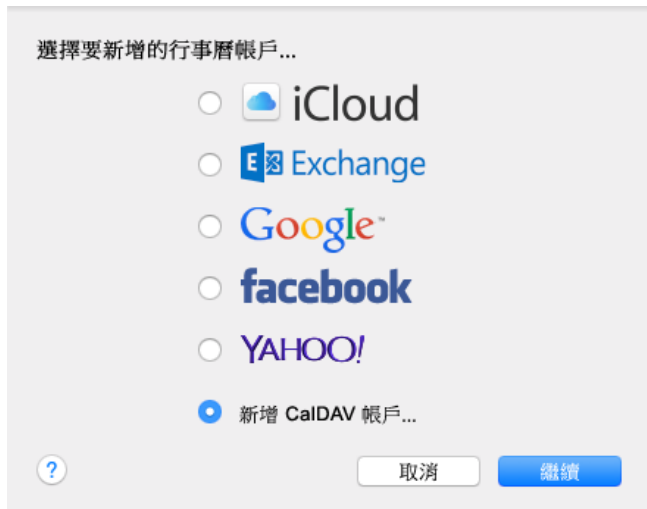 選擇要新增的行事曆帳戶...
iCloud
E Exchange
Google™
facebook
YAHOO!
新增 CalDAV 帳戶...
? 取消 繼續